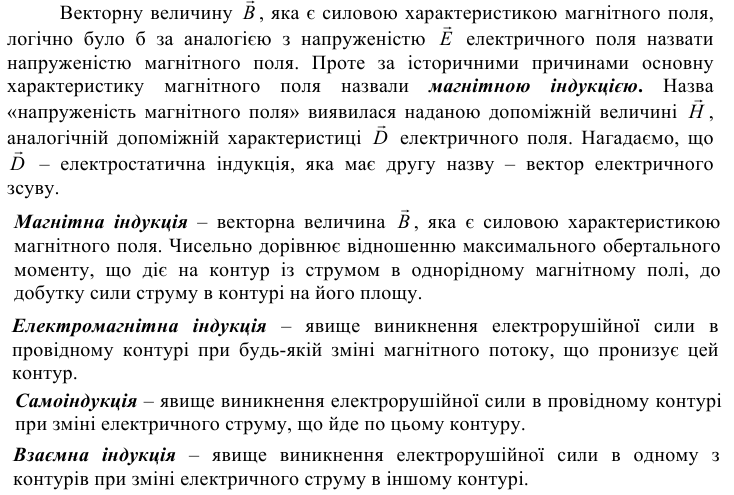 Векторну величину B⃗, яка є силовою характеристикою магнітного поля,
логічно було б за аналогією з напруженістю E⃗ електричного поля назвати
напруженістю магнітного поля. Проте за історичними причинами основну
характеристику магнітного поля назвали магнітною індукцією. Назва
«напруженість магнітного поля» виявилася наданою допоміжній величині H⃗,
аналогічній допоміжній характеристиці D⃗ електричного поля. Нагадаємо, що
D⃗ – електростатична індукція, яка має другу назву – вектор електричного
зсуву.
Магнітна індукція – векторна величина B⃗, яка є силовою характеристикою
магнітного поля. Чисельно дорівнює відношенню максимального обертального
моменту, що діє на контур із струмом в однорідному магнітному полі, до
добутку сили струму в контурі на його площу.
Електромагнітна індукція – явище виникнення електрорушійної сили в
провідному контурі при будь-якій зміні магнітного потоку, що пронизує цей
контур.
Самоіндукція – явище виникнення електрорушійної сили в провідному контурі
при зміні електричного струму, що йде по цьому контуру.
Взаємна індукція – явище виникнення електрорушійної сили в одному з
контурів при зміні електричного струму в іншому контурі.